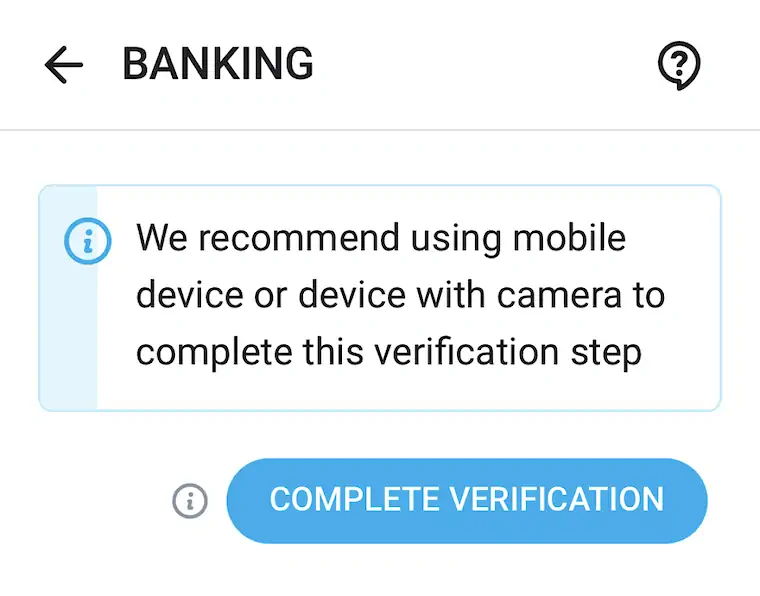 BANKING
We recommend using mobile
device or device with camera to
complete this verification step
COMPLETE VERIFICATION